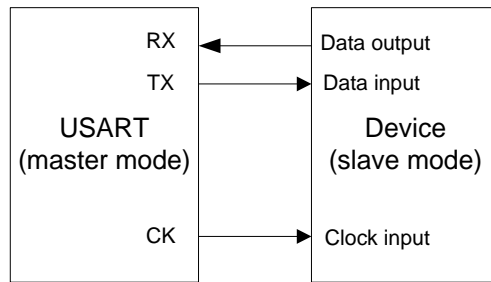 RX
Data output
TX
Data input
USART
(master mode)
Device
(slave mode)
CK
Clock input